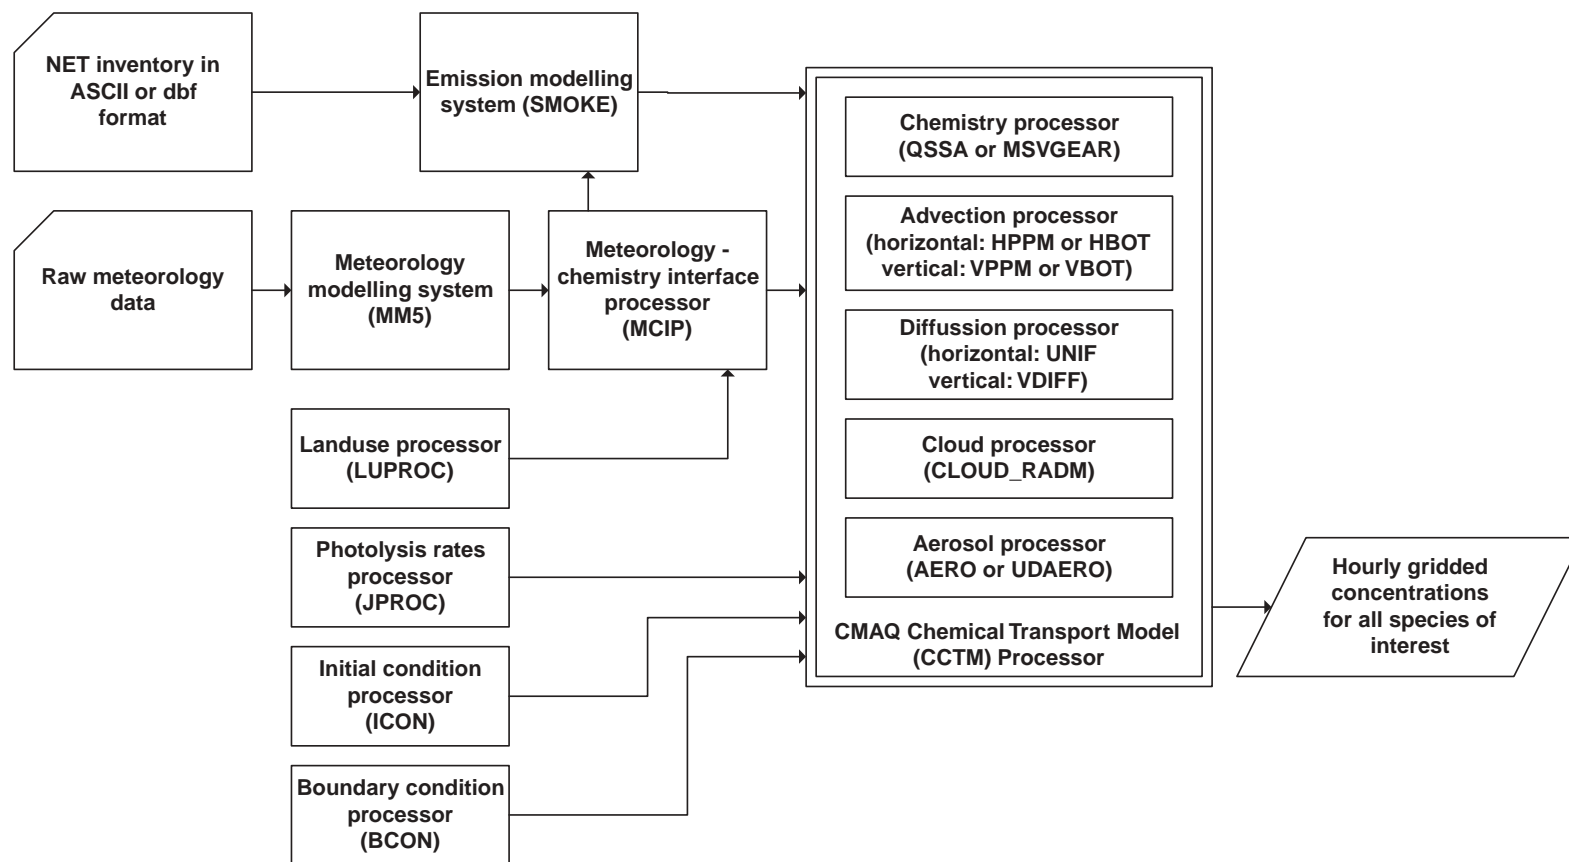 NET inventory in
ASCII or dbf
format
Emission modelling
system (SMOKE)
Raw meteorology
data
Meteorology
modelling system
(MM5)
Meteorology -
chemistry interface
processor
(MCIP)
Landuse processor
(LUPROC)
Photolysis rates
processor
(JPROC)
Initial condition
processor
(ICON)
Boundary condition
processor
(BCON)
Chemistry processor
(QSSA or MSVGEAR)
Advection processor
(horizontal: HPPM or HBOT
vertical: VPPM or VBOT)
Diffussion processor
(horizontal: UNIF
vertical: VDIFF)
Cloud processor
(CLOUD_RADM)
Aerosol processor
(AERO or UDAERO)
CMAQ Chemical Transport Model
(CCTM) Processor
Hourly gridded
concentrations
for all species of
interest